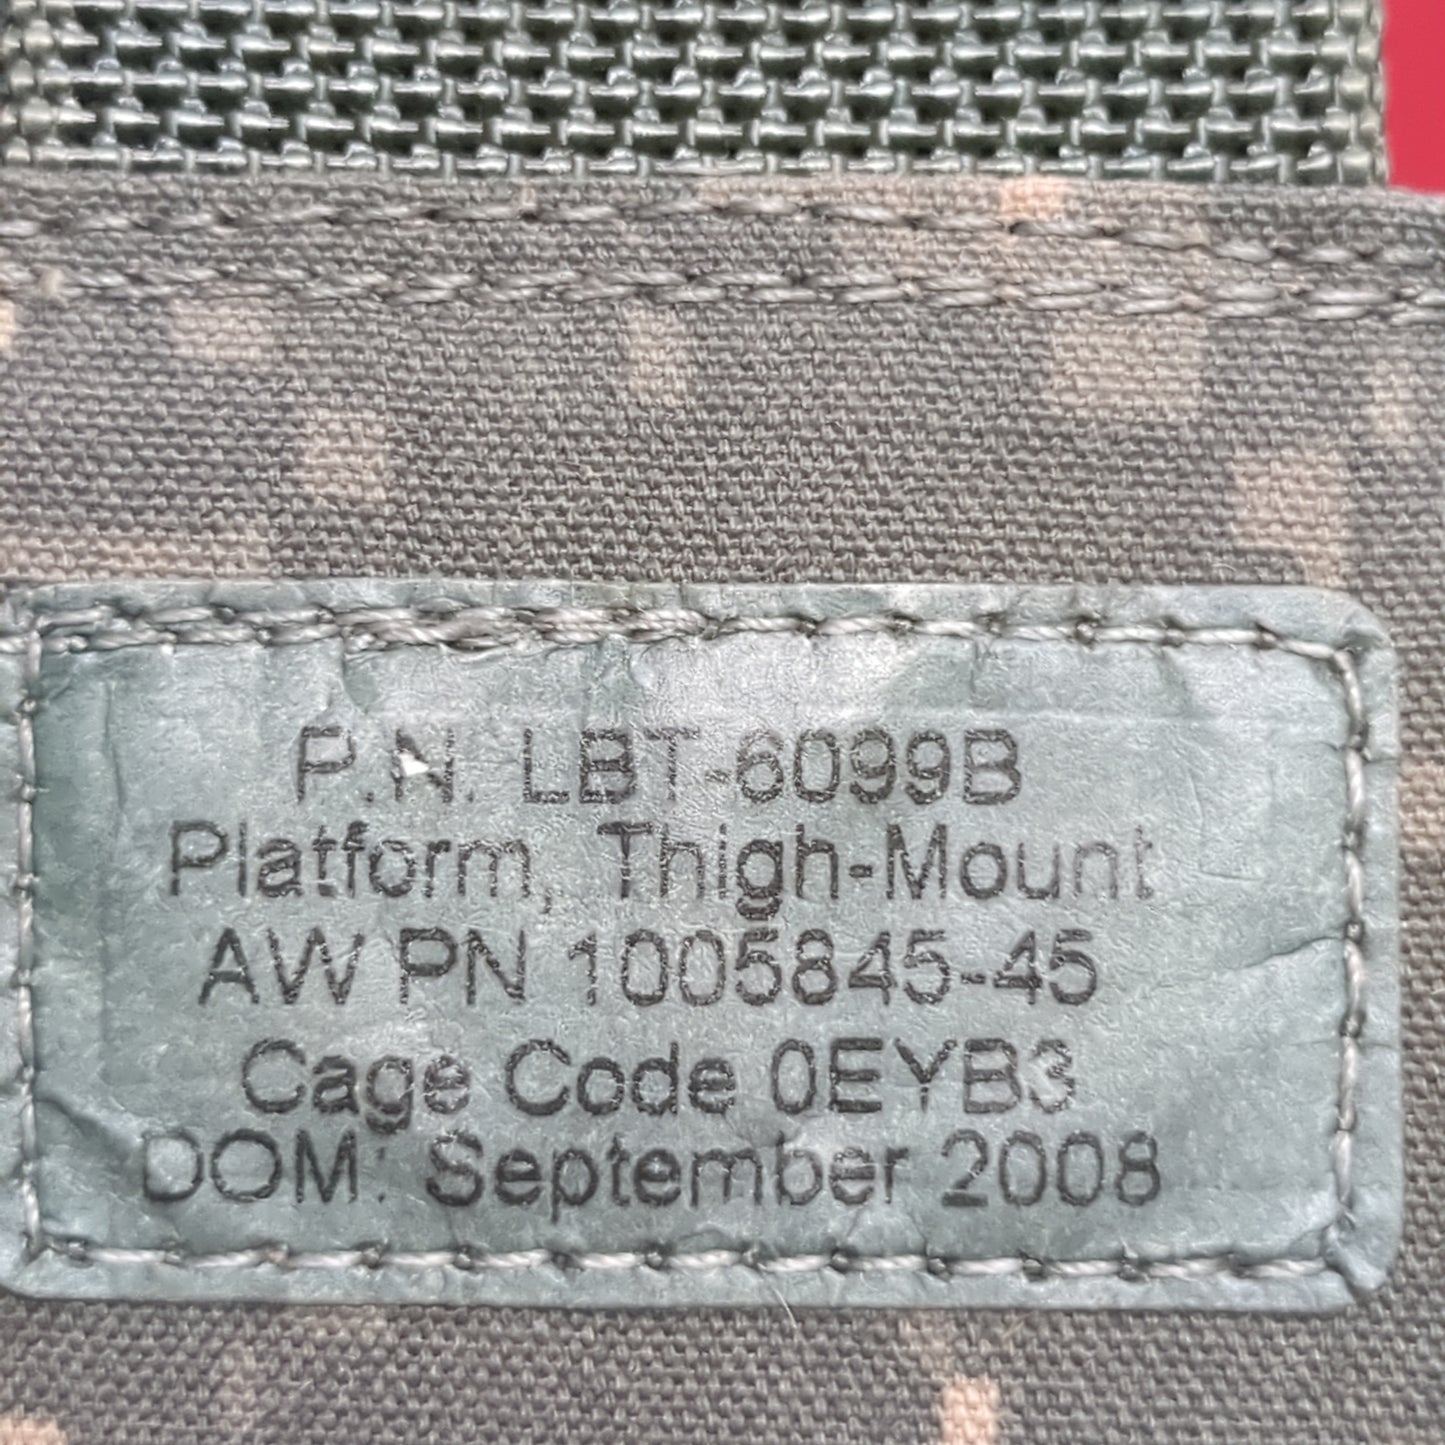 P.N. LBT-6099B
Platform, Thigh-Mount
AW PN 1005845-45
Cage Code 0EYB3
DOM: September 2008